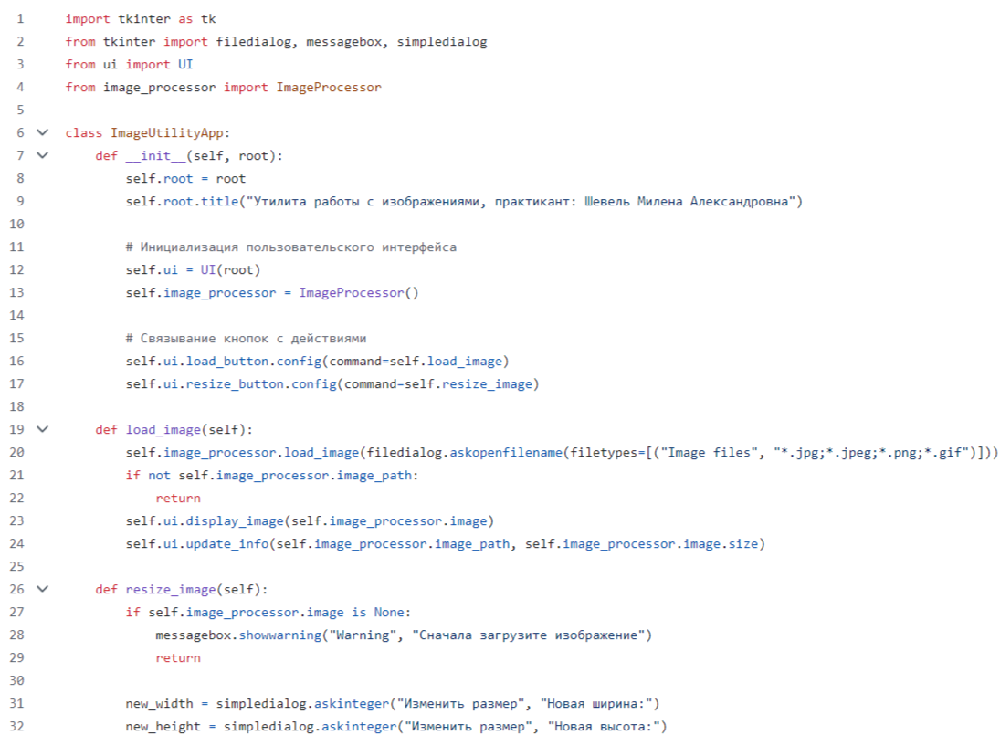 1 import tkinter as tk
2 from tkinter import filedialog, messagebox, simpledialog
3 from ui import UI
4 from image_processor import ImageProcessor
5
6 class ImageUtilityApp:
7 def __init__(self, root):
8 self.root = root
9 self.root.title("Утилита работы с изображениями, практикант: Шевель Милена Александровна")
10
11 # Инициализация пользовательского интерфейса
12 self.ui = UI(root)
13 self.image_processor = ImageProcessor()
14
15 # Связывание кнопок с действиями
16 self.ui.load_button.config(command=self.load_image)
17 self.ui.resize_button.config(command=self.resize_image)
18
19 def load_image(self):
20 self.image_processor.load_image(filedialog.askopenfilename(filetypes=[("Image files", "*.jpg;*.jpeg;*.png;*.gif")]))
21 if not self.image_processor.image_path:
22 return
23 self.ui.display_image(self.image_processor.image)
24 self.ui.update_info(self.image_processor.image_path, self.image_processor.image.size)
25
26 def resize_image(self):
27 if self.image_processor.image is None:
28 messagebox.showwarning("Warning", "Сначала загрузите изображение")
29 return
30
31 new_width = simpledialog.askinteger("Изменить размер", "Новая ширина:")
32 new_height = simpledialog.askinteger("Изменить размер", "Новая высота:")